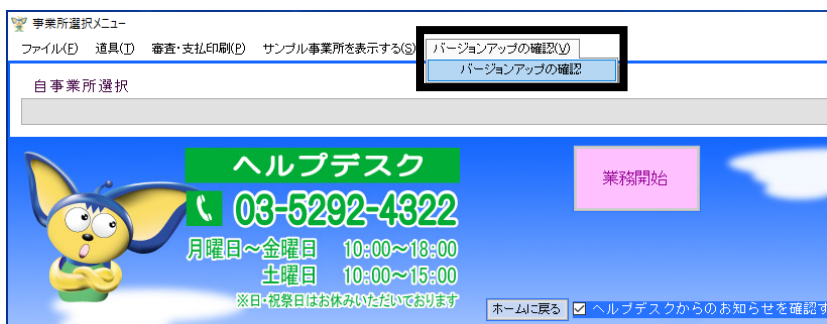 事業所選択メニュー
ファイル(F) 道具(T) 審査・支払印刷(P) サンプル事業所を表示する(S) バージョンアップの確認(V)
バージョンアップの確認
自事業所選択
ヘルプデスク
業務開始
03-5292-4322
月曜日～金曜日 10:00～18:00
土曜日 10:00～15:00
※日・祝祭日はお休みいただいております
ホームに戻る ヘルプデスクからのお知らせを確認す